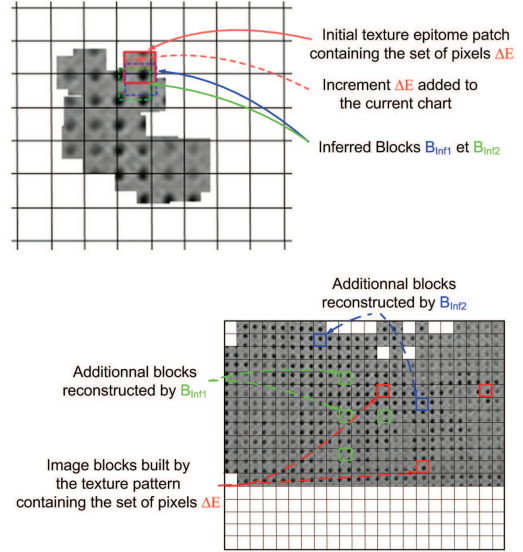 Initial texture epitome patch
containing the set of pixels ΔE
Increment ΔE added to
the current chart
Inferred Blocks B_Inf1 et B_Inf2
Additionnal blocks
reconstructed by B_Inf2
Additionnal blocks
reconstructed by B_Inf1
Image blocks built by
the texture pattern
containing the set of pixels ΔE